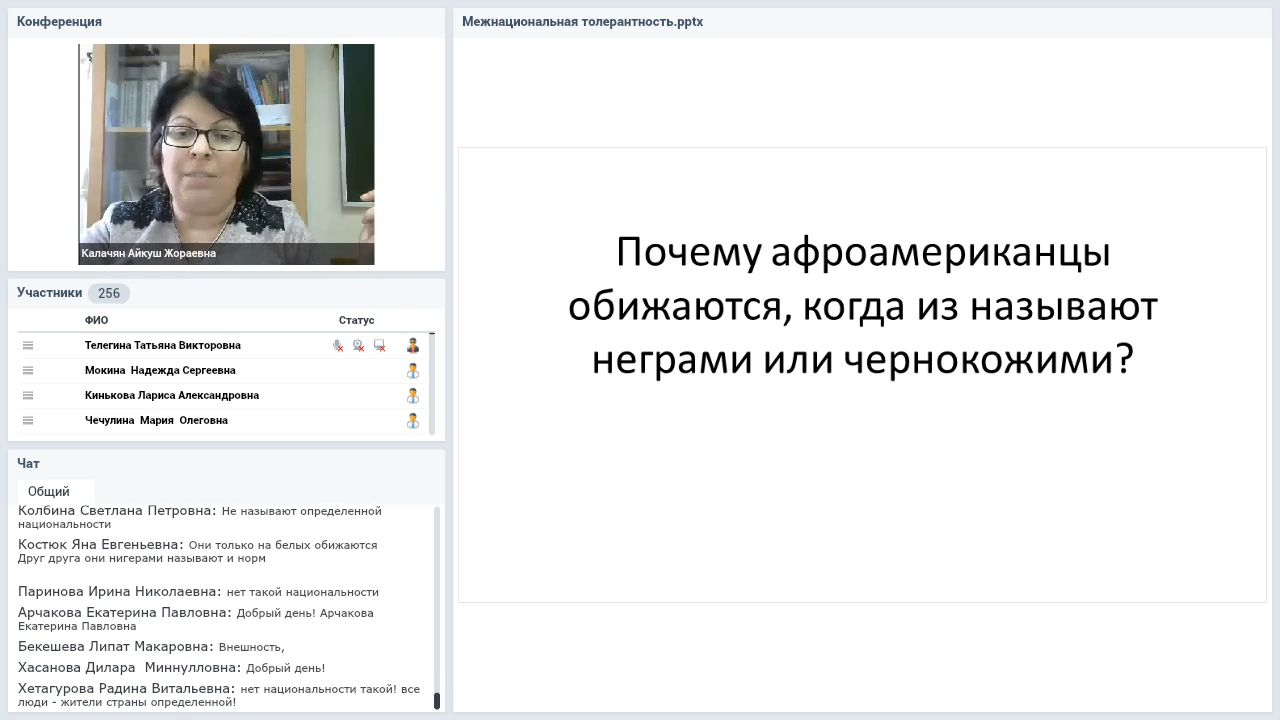 Конференция
Калачян Айкуш Жораевна
Участники 256
ФИО Статус
Телегина Татьяна Викторовна
Мокина Надежда Сергеевна
Кинькова Лариса Александровна
Чечулина Мария Олеговна
Чат
Общий
Колбина Светлана Петровна: Не называют определенной
национальности
Костюк Яна Евгеньевна: Они только на белых обижаются
Друг друга они нигерами называют и норм
Паринова Ирина Николаевна: нет такой национальности
Арчакова Екатерина Павловна: Добрый день! Арчакова
Екатерина Павловна
Бекешева Липат Макаровна: Внешность,
Хасанова Дилара Миннулловна: Добрый день!
Хетагурова Радина Витальевна: нет национальности такой! все
люди - жители страны определенной!
Межнациональная толерантность.pptx
Почему афроамериканцы
обижаются, когда из называют
неграми или чернокожими?